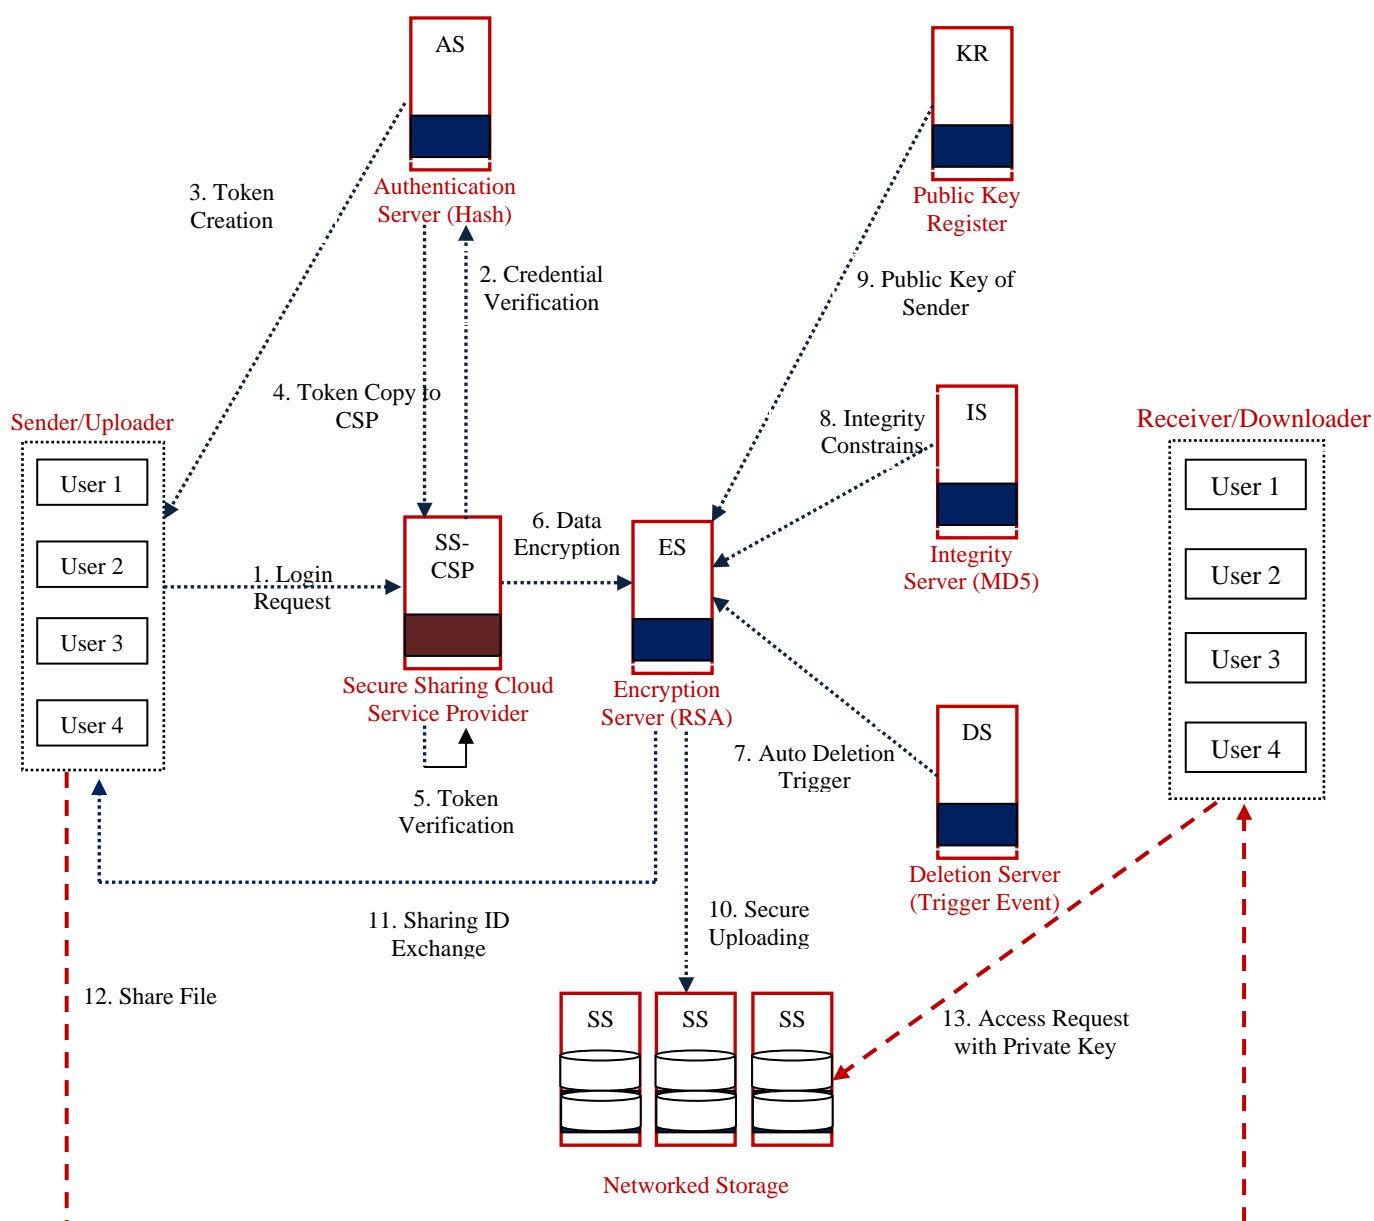 AS
KR
Authentication
Server (Hash)
Public Key
Register
3. Token
Creation
2. Credential
Verification
9. Public Key of
Sender
4. Token Copy to
CSP
Sender/Uploader
User 1
User 2
User 3
User 4
1. Login
Request
SS-
CSP
Secure Sharing Cloud
Service Provider
5. Token
Verification
6. Data
Encryption
ES
Encryption
Server (RSA)
8. Integrity
Constrains
IS
Integrity
Server (MD5)
7. Auto Deletion
Trigger
DS
Deletion Server
(Trigger Event)
Receiver/Downloader
User 1
User 2
User 3
User 4
11. Sharing ID
Exchange
10. Secure
Uploading
12. Share File
SS
SS
SS
13. Access Request
with Private Key
Networked Storage